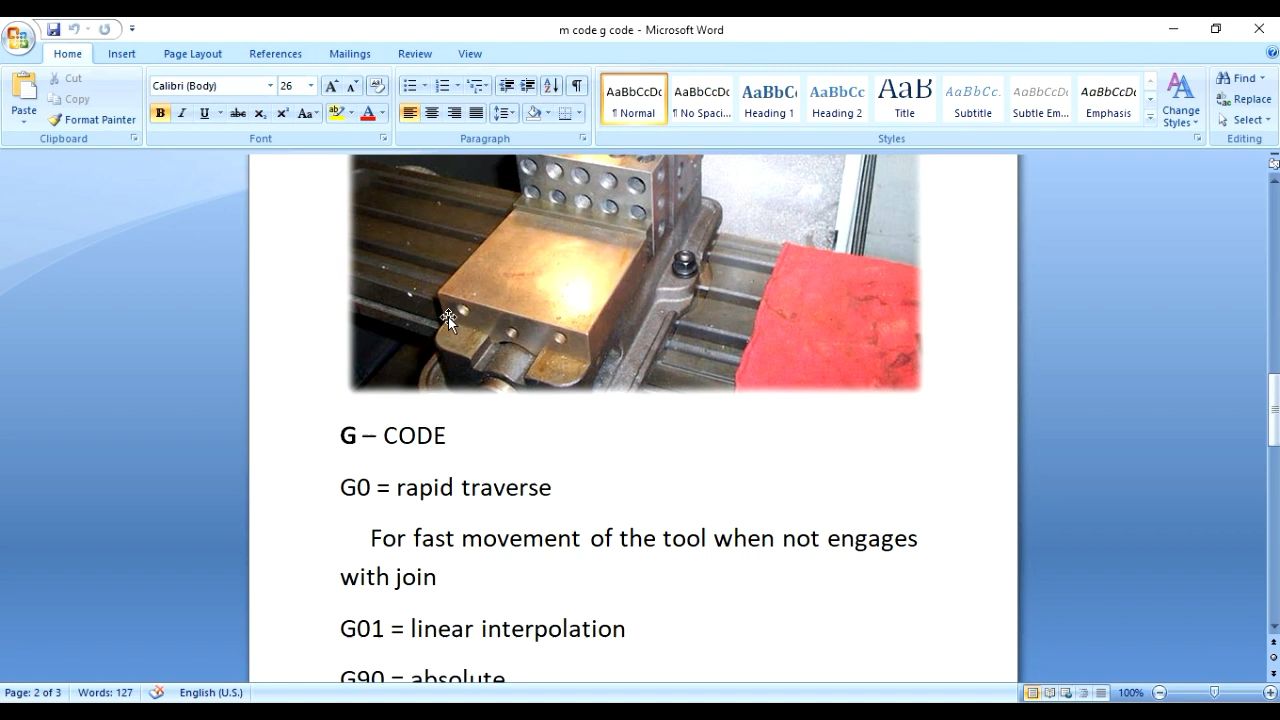 m code g code - Microsoft Word
Home Insert Page Layout References Mailings Review View
Paste
Cut
Copy
Format Painter
Clipboard
Calibri (Body) 26
B I U abc x₂ x² Aa
Font
Paragraph
AaBbCcDc AaBbCcDc AaBbC AaBbCc AaB AaBbCc. AaBbCcDc AaBbCcDc
¶ Normal ¶ No Spaci... Heading 1 Heading 2 Title Subtitle Subtle Em... Emphasis
Change
Styles
Styles
Find
Replace
Select
Editing
G – CODE
G0 = rapid traverse
For fast movement of the tool when not engages
with join
G01 = linear interpolation
G90 = absolute
Page: 2 of 3 Words: 127 English (U.S.) 100%